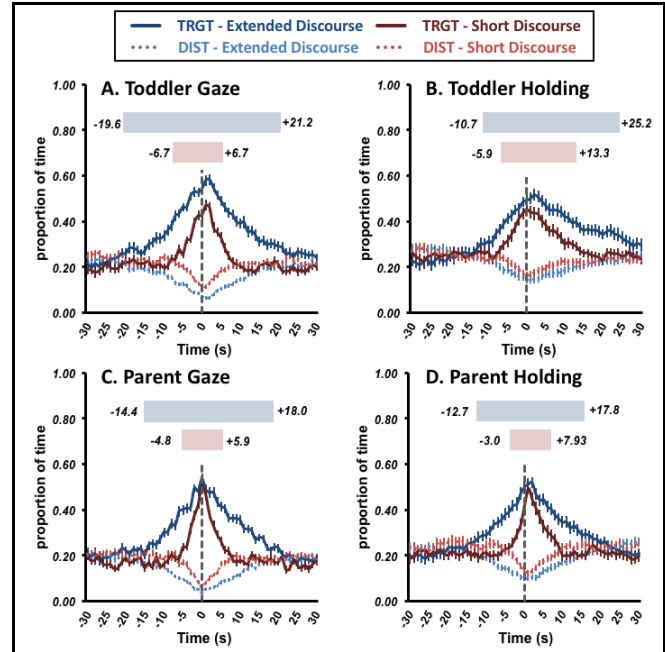 TRGT - Extended Discourse TRGT - Short Discourse
DIST - Extended Discourse DIST - Short Discourse
A. Toddler Gaze
proportion of time
1.00
0.80
0.60
0.40
0.20
0.00
-19.6 +21.2
-6.7 +6.7
-30 -25 -20 -15 -10 -5 0 5 10 15 20 25 30
Time (s)
B. Toddler Holding
proportion of time
1.00
0.80
0.60
0.40
0.20
0.00
-10.7 +25.2
-5.9 +13.3
-30 -25 -20 -15 -10 -5 0 5 10 15 20 25 30
Time (s)
C. Parent Gaze
proportion of time
1.00
0.80
0.60
0.40
0.20
0.00
-14.4 +18.0
-4.8 +5.9
-30 -25 -20 -15 -10 -5 0 5 10 15 20 25 30
Time (s)
D. Parent Holding
proportion of time
1.00
0.80
0.60
0.40
0.20
0.00
-12.7 +17.8
-3.0 +7.93
-30 -25 -20 -15 -10 -5 0 5 10 15 20 25 30
Time (s)